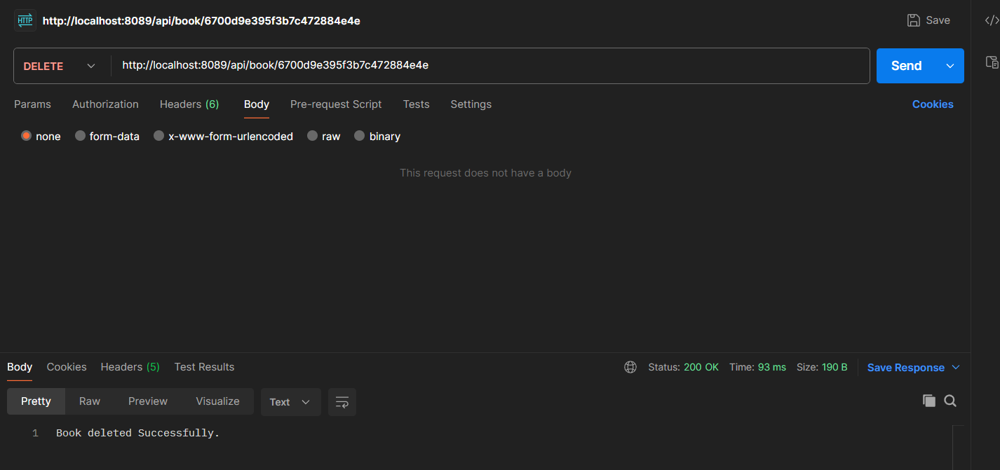 HTTP http://localhost:8089/api/book/6700d9e395f3b7c472884e4e Save </>
DELETE http://localhost:8089/api/book/6700d9e395f3b7c472884e4e Send
Params Authorization Headers (6) Body Pre-request Script Tests Settings Cookies
none form-data x-www-form-urlencoded raw binary
This request does not have a body
Body Cookies Headers (5) Test Results Status: 200 OK Time: 93 ms Size: 190 B Save Response
Pretty Raw Preview Visualize Text
1 Book deleted Successfully.